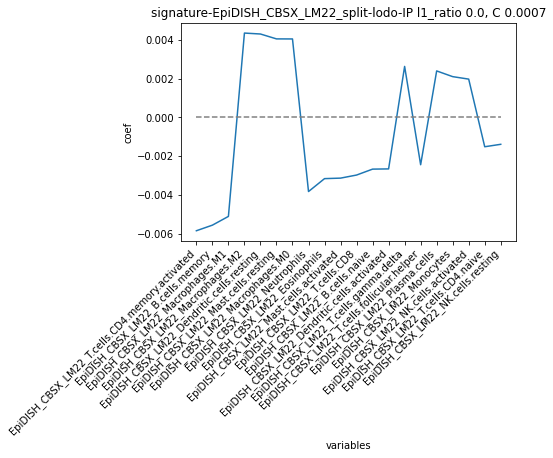 signature-EpiDISH_CBSX_LM22_split-lodo-IP l1_ratio 0.0, C 0.0007
0.004
0.002
0.000
−0.002
−0.004
−0.006
coef
EpiDISH_CBSX_LM22_T.cells.CD4.memory.activated
EpiDISH_CBSX_LM22_B.cells.memory
EpiDISH_CBSX_LM22_Macrophages.M1
EpiDISH_CBSX_LM22_Macrophages.M2
EpiDISH_CBSX_LM22_Dendritic.cells.resting
EpiDISH_CBSX_LM22_Mast.cells.resting
EpiDISH_CBSX_LM22_Macrophages.M0
EpiDISH_CBSX_LM22_Neutrophils
EpiDISH_CBSX_LM22_Eosinophils
EpiDISH_CBSX_LM22_Mast.cells.activated
EpiDISH_CBSX_LM22_T.cells.CD8
EpiDISH_CBSX_LM22_B.cells.naive
EpiDISH_CBSX_LM22_Dendritic.cells.activated
EpiDISH_CBSX_LM22_T.cells.gamma.delta
EpiDISH_CBSX_LM22_T.cells.follicular.helper
EpiDISH_CBSX_LM22_Plasma.cells
EpiDISH_CBSX_LM22_Monocytes
EpiDISH_CBSX_LM22_NK.cells.activated
EpiDISH_CBSX_LM22_T.cells.CD4.naive
EpiDISH_CBSX_LM22_NK.cells.resting
variables